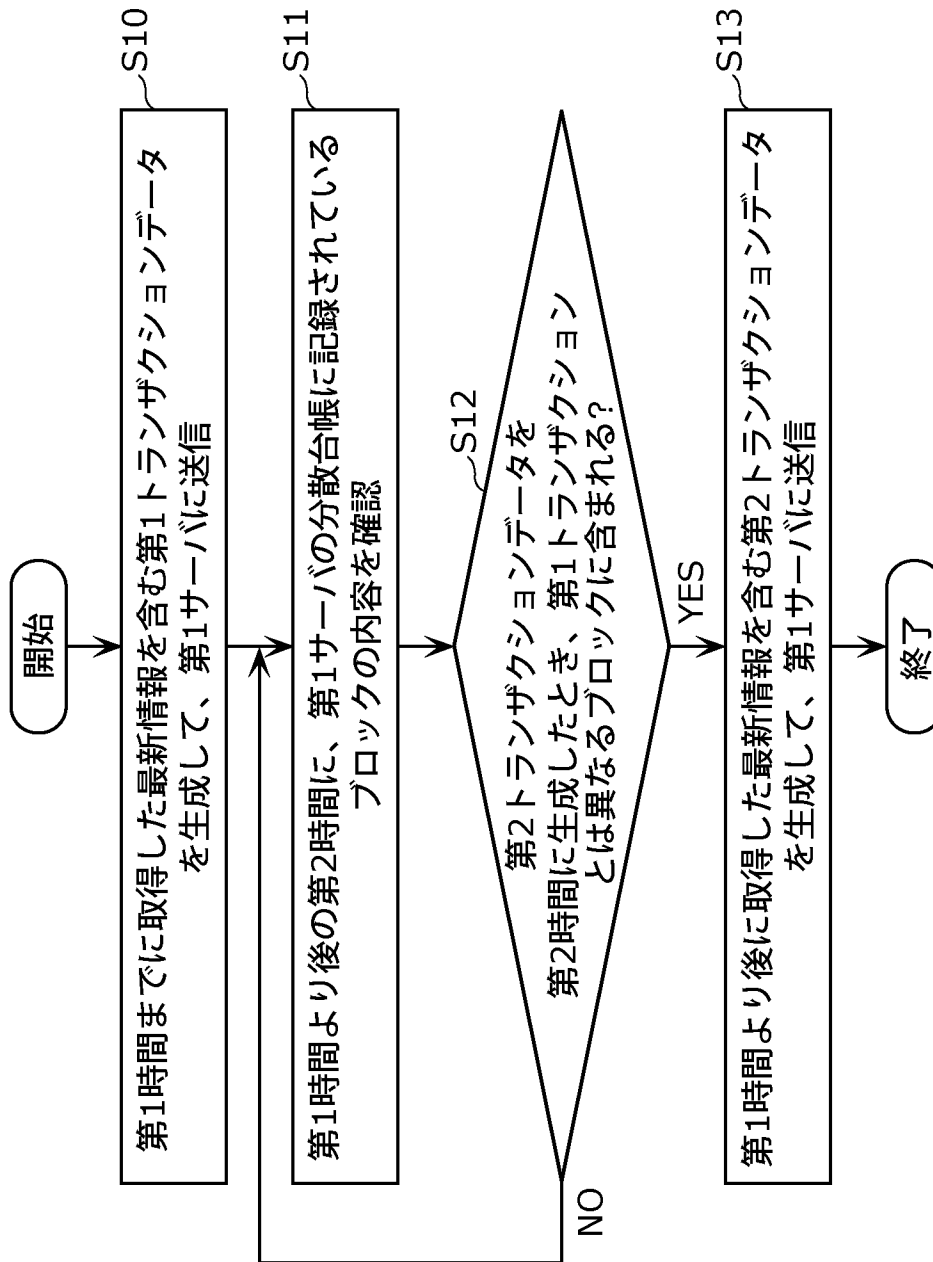 開始
S10
第1時間までに取得した最新情報を含む第1トランザクションデータ
を生成して、第1サーバに送信
S11
第1時間より後の第2時間に、第1サーバの分散台帳に記録されている
ブロックの内容を確認
S12
第2トランザクションデータを
第2時間に生成したとき、第1トランザクション
とは異なるブロックに含まれる?
NO
YES
S13
第1時間より後に取得した最新情報を含む第2トランザクションデータ
を生成して、第1サーバに送信
終了